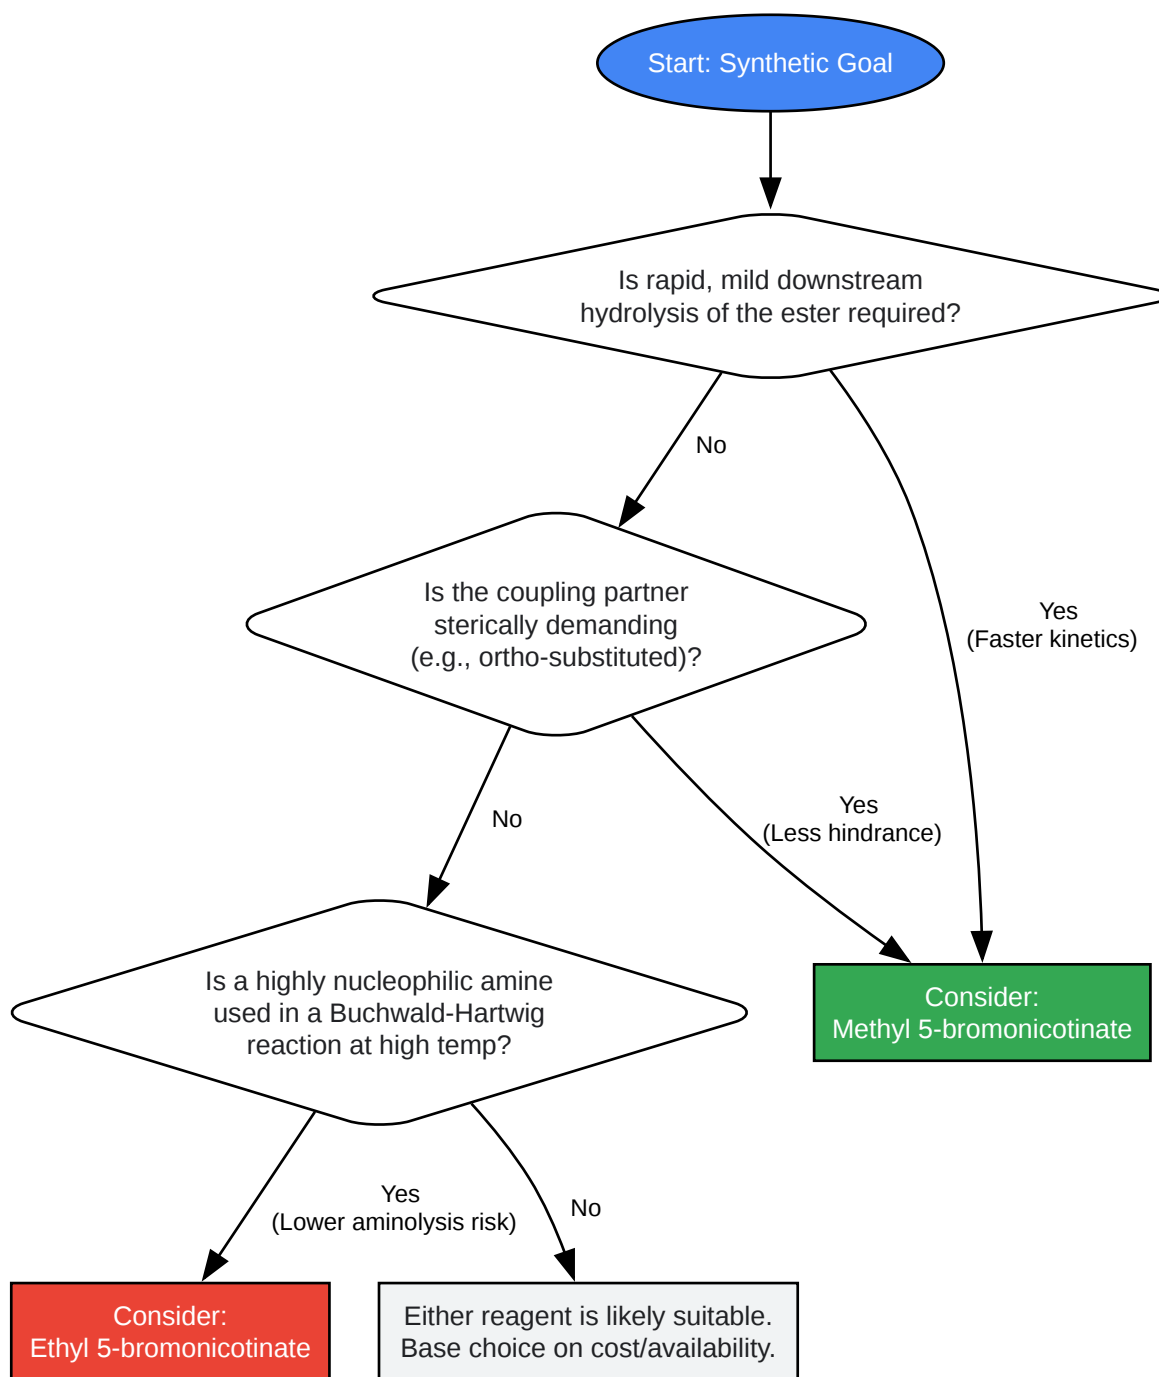 Start: Synthetic Goal
Is rapid, mild downstream
hydrolysis of the ester required?
No
Yes
(Faster kinetics)
Is the coupling partner
sterically demanding
(e.g., ortho-substituted)?
No
Yes
(Less hindrance)
Is a highly nucleophilic amine
used in a Buchwald-Hartwig
reaction at high temp?
Consider:
Methyl 5-bromonicotinate
Yes
(Lower aminolysis risk)
No
Consider:
Ethyl 5-bromonicotinate
Either reagent is likely suitable.
Base choice on cost/availability.